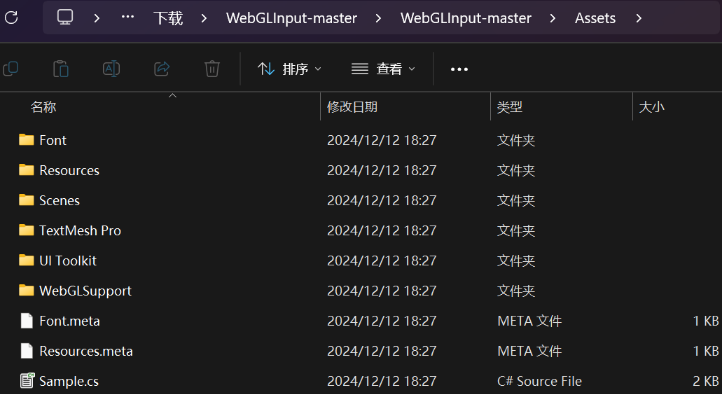 … 下载 WebGLInput-master WebGLInput-master Assets
排序 查看 …
名称 修改日期 类型 大小
Font 2024/12/12 18:27 文件夹
Resources 2024/12/12 18:27 文件夹
Scenes 2024/12/12 18:27 文件夹
TextMesh Pro 2024/12/12 18:27 文件夹
UI Toolkit 2024/12/12 18:27 文件夹
WebGLSupport 2024/12/12 18:27 文件夹
Font.meta 2024/12/12 18:27 META 文件 1 KB
Resources.meta 2024/12/12 18:27 META 文件 1 KB
Sample.cs 2024/12/12 18:27 C# Source File 2 KB